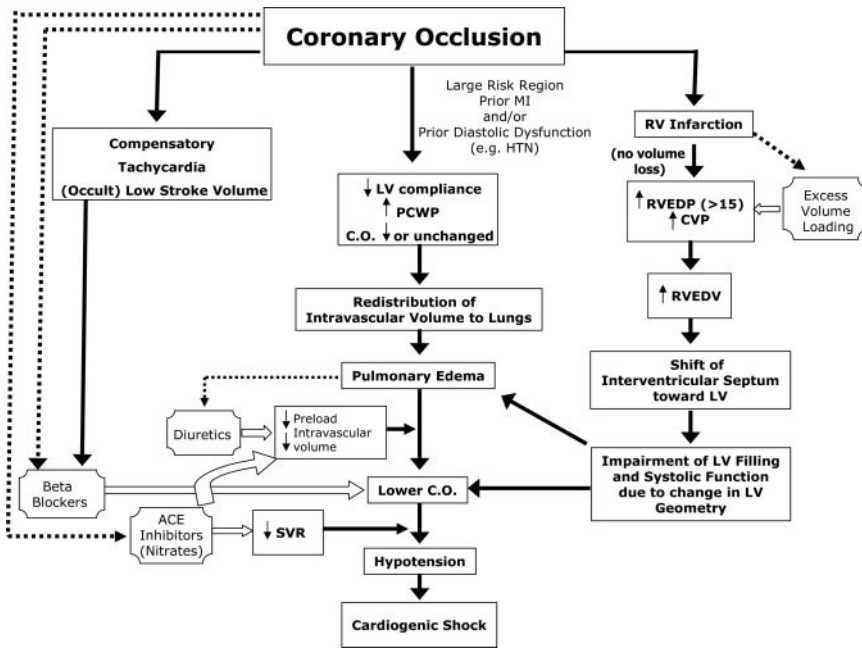 Coronary Occlusion
Large Risk Region
Prior MI
and/or
Prior Diastolic Dysfunction
(e.g. HTN)
Compensatory
Tachycardia
(Occult) Low Stroke Volume
RV Infarction
(no volume
loss)
↓ LV compliance
↑ PCWP
C.O. ↓ or unchanged
↑ RVEDP (>15)
↑ CVP
Excess
Volume
Loading
Redistribution of
Intravascular Volume to Lungs
↑ RVEDV
Pulmonary Edema
Shift of
Interventricular Septum
toward LV
Diuretics
↓ Preload
Intravascular
↓ volume
Beta
Blockers
Lower C.O.
Impairment of LV Filling
and Systolic Function
due to change in LV
Geometry
ACE
Inhibitors
(Nitrates)
↓ SVR
Hypotension
Cardiogenic Shock